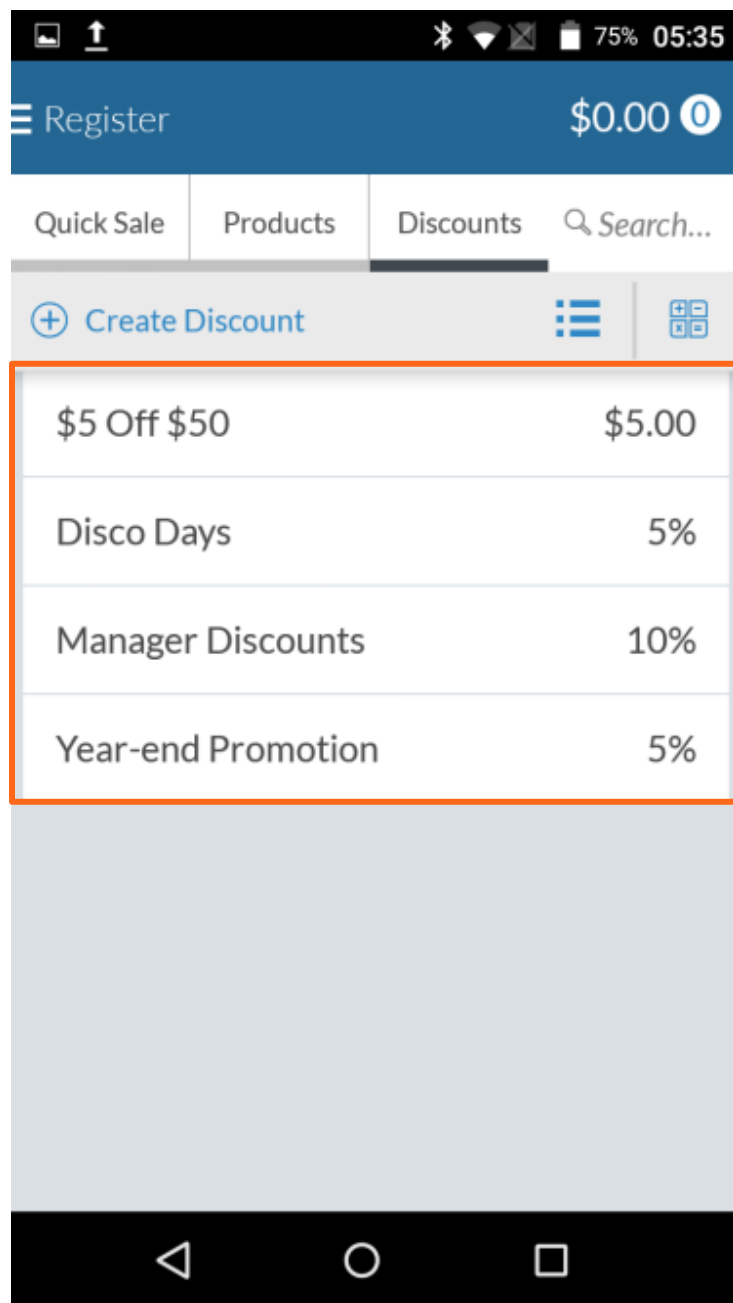 75% 05:35
Register $0.00 0
Quick Sale Products Discounts Search...
Create Discount
$5 Off $50 $5.00
Disco Days 5%
Manager Discounts 10%
Year-end Promotion 5%